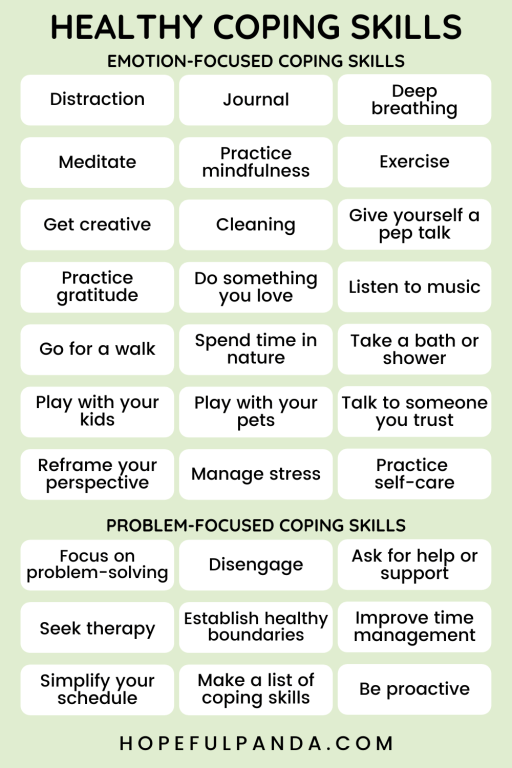 HEALTHY COPING SKILLS
EMOTION-FOCUSED COPING SKILLS
Distraction
Journal
Deep
breathing
Meditate
Practice
mindfulness
Exercise
Get creative
Cleaning
Give yourself a
pep talk
Practice
gratitude
Do something
you love
Listen to music
Go for a walk
Spend time in
nature
Take a bath or
shower
Play with your
kids
Play with your
pets
Talk to someone
you trust
Reframe your
perspective
Manage stress
Practice
self-care
PROBLEM-FOCUSED COPING SKILLS
Focus on
problem-solving
Disengage
Ask for help or
support
Seek therapy
Establish healthy
boundaries
Improve time
management
Simplify your
schedule
Make a list of
coping skills
Be proactive
HOPEFULPANDA.COM